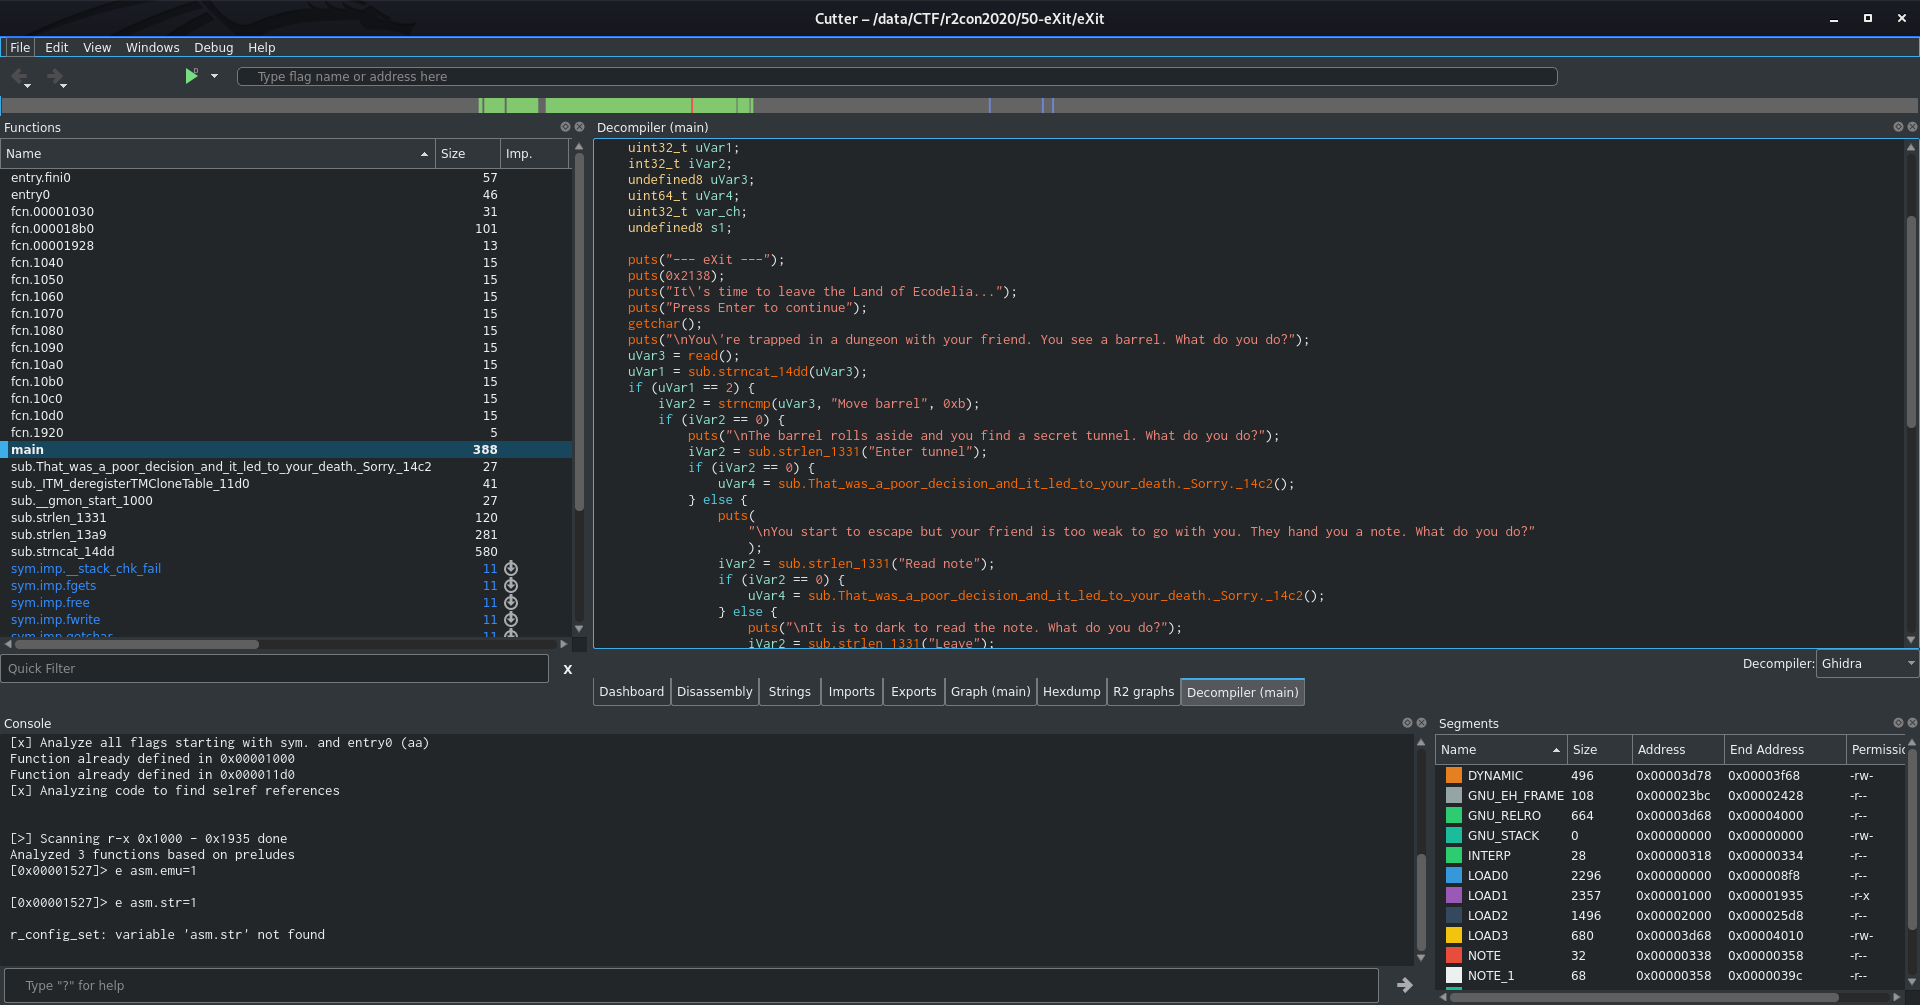 Cutter – /data/CTF/r2con2020/50-eXit/eXit
File Edit View Windows Debug Help
Type flag name or address here
Functions
Name Size Imp.
entry.fini0 57
entry0 46
fcn.00001030 31
fcn.000018b0 101
fcn.00001928 13
fcn.1040 15
fcn.1050 15
fcn.1060 15
fcn.1070 15
fcn.1080 15
fcn.1090 15
fcn.10a0 15
fcn.10b0 15
fcn.10c0 15
fcn.10d0 15
fcn.1920 5
main 388
sub.That_was_a_poor_decision_and_it_led_to_your_death._Sorry._14c2 27
sub._ITM_deregisterTMCloneTable_11d0 41
sub.__gmon_start_1000 27
sub.strlen_1331 120
sub.strlen_13a9 281
sub.strncat_14dd 580
sym.imp.__stack_chk_fail 11
sym.imp.fgets 11
sym.imp.free 11
sym.imp.fwrite 11
sym.imp.getchar 11
Quick Filter X
Decompiler (main)
uint32_t uVar1;
int32_t iVar2;
undefined8 uVar3;
uint64_t uVar4;
uint32_t var_ch;
undefined8 s1;
puts("--- eXit ---");
puts(0x2138);
puts("It\'s time to leave the Land of Ecodelia...");
puts("Press Enter to continue");
getchar();
puts("\nYou\'re trapped in a dungeon with your friend. You see a barrel. What do you do?");
uVar3 = read();
uVar1 = sub.strncat_14dd(uVar3);
if (uVar1 == 2) {
iVar2 = strncmp(uVar3, "Move barrel", 0xb);
if (iVar2 == 0) {
puts("\nThe barrel rolls aside and you find a secret tunnel. What do you do?");
iVar2 = sub.strlen_1331("Enter tunnel");
if (iVar2 == 0) {
uVar4 = sub.That_was_a_poor_decision_and_it_led_to_your_death._Sorry._14c2();
} else {
puts(
"\nYou start to escape but your friend is too weak to go with you. They hand you a note. What do you do?"
);
iVar2 = sub.strlen_1331("Read note");
if (iVar2 == 0) {
uVar4 = sub.That_was_a_poor_decision_and_it_led_to_your_death._Sorry._14c2();
} else {
puts("\nIt is to dark to read the note. What do you do?");
iVar2 = sub.strlen_1331("Leave");
Decompiler: Ghidra
Dashboard Disassembly Strings Imports Exports Graph (main) Hexdump R2 graphs Decompiler (main)
Console
[x] Analyze all flags starting with sym. and entry0 (aa)
Function already defined in 0x00001000
Function already defined in 0x000011d0
[x] Analyzing code to find selref references
[>] Scanning r-x 0x1000 - 0x1935 done
Analyzed 3 functions based on preludes
[0x00001527]> e asm.emu=1
[0x00001527]> e asm.str=1
r_config_set: variable 'asm.str' not found
Type "?" for help
Segments
Name Size Address End Address Permissio
DYNAMIC 496 0x00003d78 0x00003f68 -rw-
GNU_EH_FRAME 108 0x000023bc 0x00002428 -r--
GNU_RELRO 664 0x00003d68 0x00004000 -r--
GNU_STACK 0 0x00000000 0x00000000 -rw-
INTERP 28 0x00000318 0x00000334 -r--
LOAD0 2296 0x00000000 0x000008f8 -r--
LOAD1 2357 0x00001000 0x00001935 -r-x
LOAD2 1496 0x00002000 0x000025d8 -r--
LOAD3 680 0x00003d68 0x00004010 -rw-
NOTE 32 0x00000338 0x00000358 -r--
NOTE_1 68 0x00000358 0x0000039c -r--